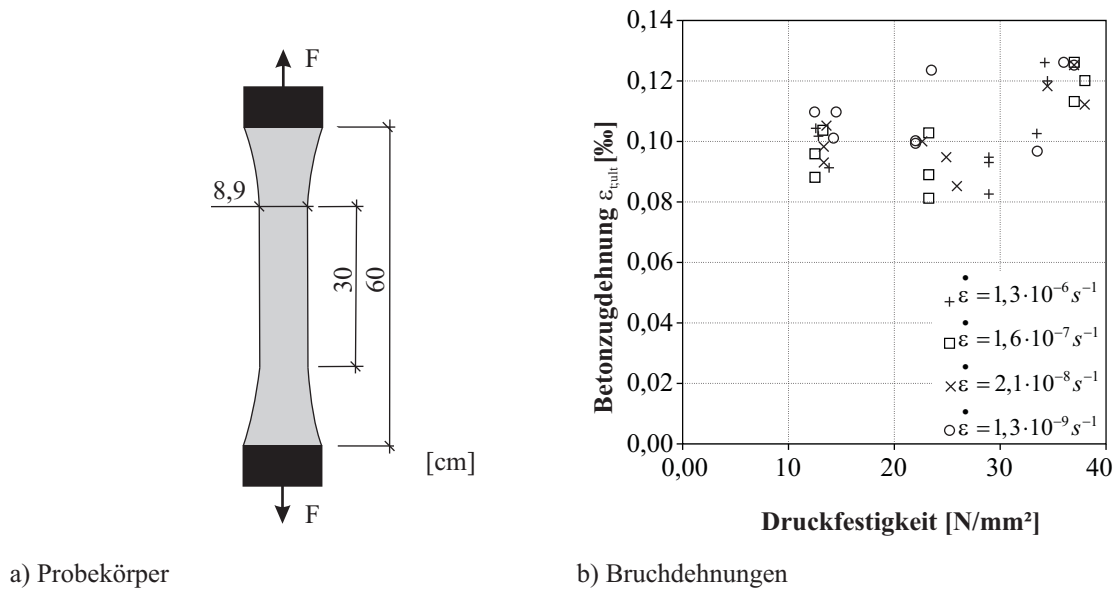 F
8,9
30
60
[cm]
F
a) Probekörper
Betonzugdehnung ε_{t,ult} [‰]
0,14
0,12
0,10
0,08
0,06
0,04
0,02
0,00
0,00 10 20 30 40
+ ε̇ = 1,3·10⁻⁶ s⁻¹
□ ε̇ = 1,6·10⁻⁷ s⁻¹
× ε̇ = 2,1·10⁻⁸ s⁻¹
○ ε̇ = 1,3·10⁻⁹ s⁻¹
Druckfestigkeit [N/mm²]
b) Bruchdehnungen